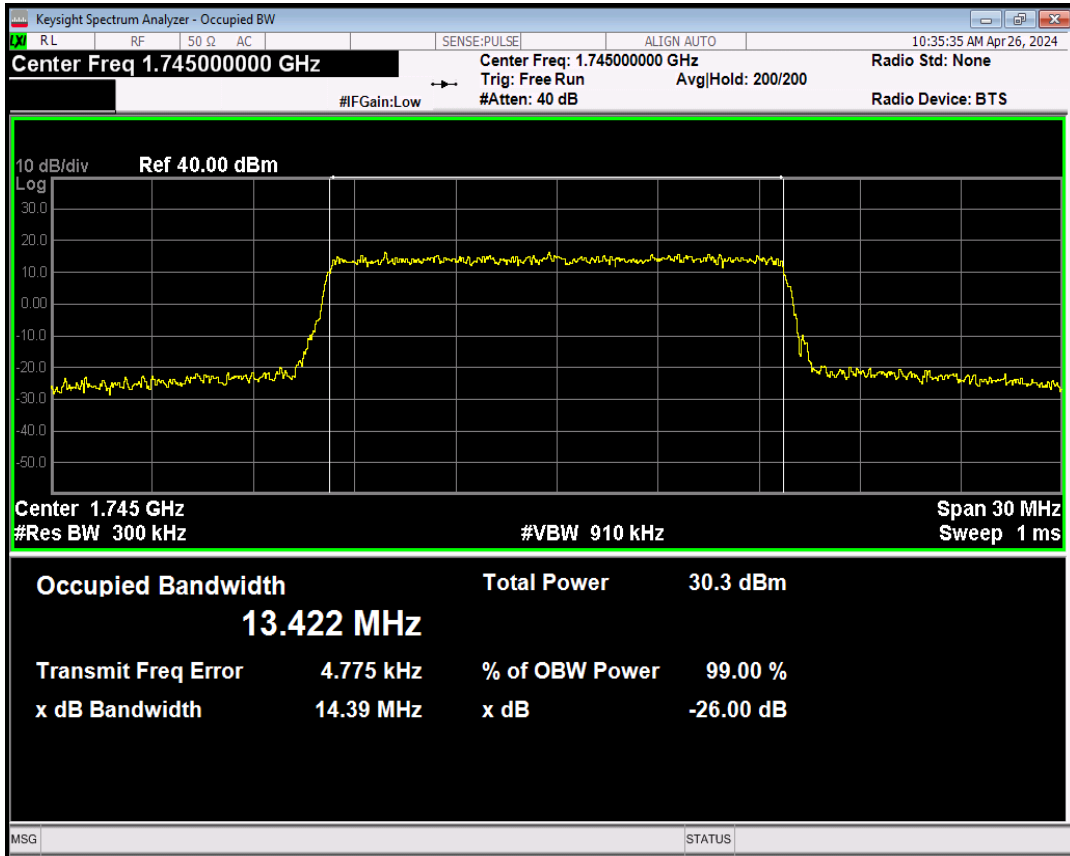 Keysight Spectrum Analyzer - Occupied BW
LXI RL RF 50 Ω AC SENSE:PULSE ALIGN AUTO 10:35:35 AM Apr 26, 2024
Center Freq 1.745000000 GHz Center Freq: 1.745000000 GHz Radio Std: None
Trig: Free Run Avg|Hold: 200/200
#IFGain:Low #Atten: 40 dB Radio Device: BTS
10 dB/div Ref 40.00 dBm
Log
30.0
20.0
10.0
0.00
-10.0
-20.0
-30.0
-40.0
-50.0
Center 1.745 GHz Span 30 MHz
#Res BW 300 kHz #VBW 910 kHz Sweep 1 ms
Occupied Bandwidth Total Power 30.3 dBm
13.422 MHz
Transmit Freq Error 4.775 kHz % of OBW Power 99.00 %
x dB Bandwidth 14.39 MHz x dB -26.00 dB
MSG STATUS